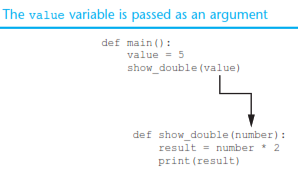 The value variable is passed as an argument
def main():
    value = 5
    show_double(value)
def show_double(number):
    result = number * 2
    print(result)